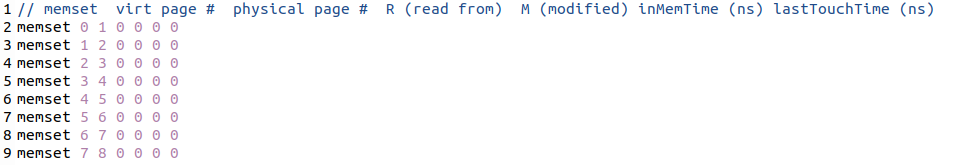 1 // memset  virt page #  physical page #  R (read from)  M (modified) inMemTime (ns) lastTouchTime (ns)
2 memset 0 1 0 0 0 0
3 memset 1 2 0 0 0 0
4 memset 2 3 0 0 0 0
5 memset 3 4 0 0 0 0
6 memset 4 5 0 0 0 0
7 memset 5 6 0 0 0 0
8 memset 6 7 0 0 0 0
9 memset 7 8 0 0 0 0